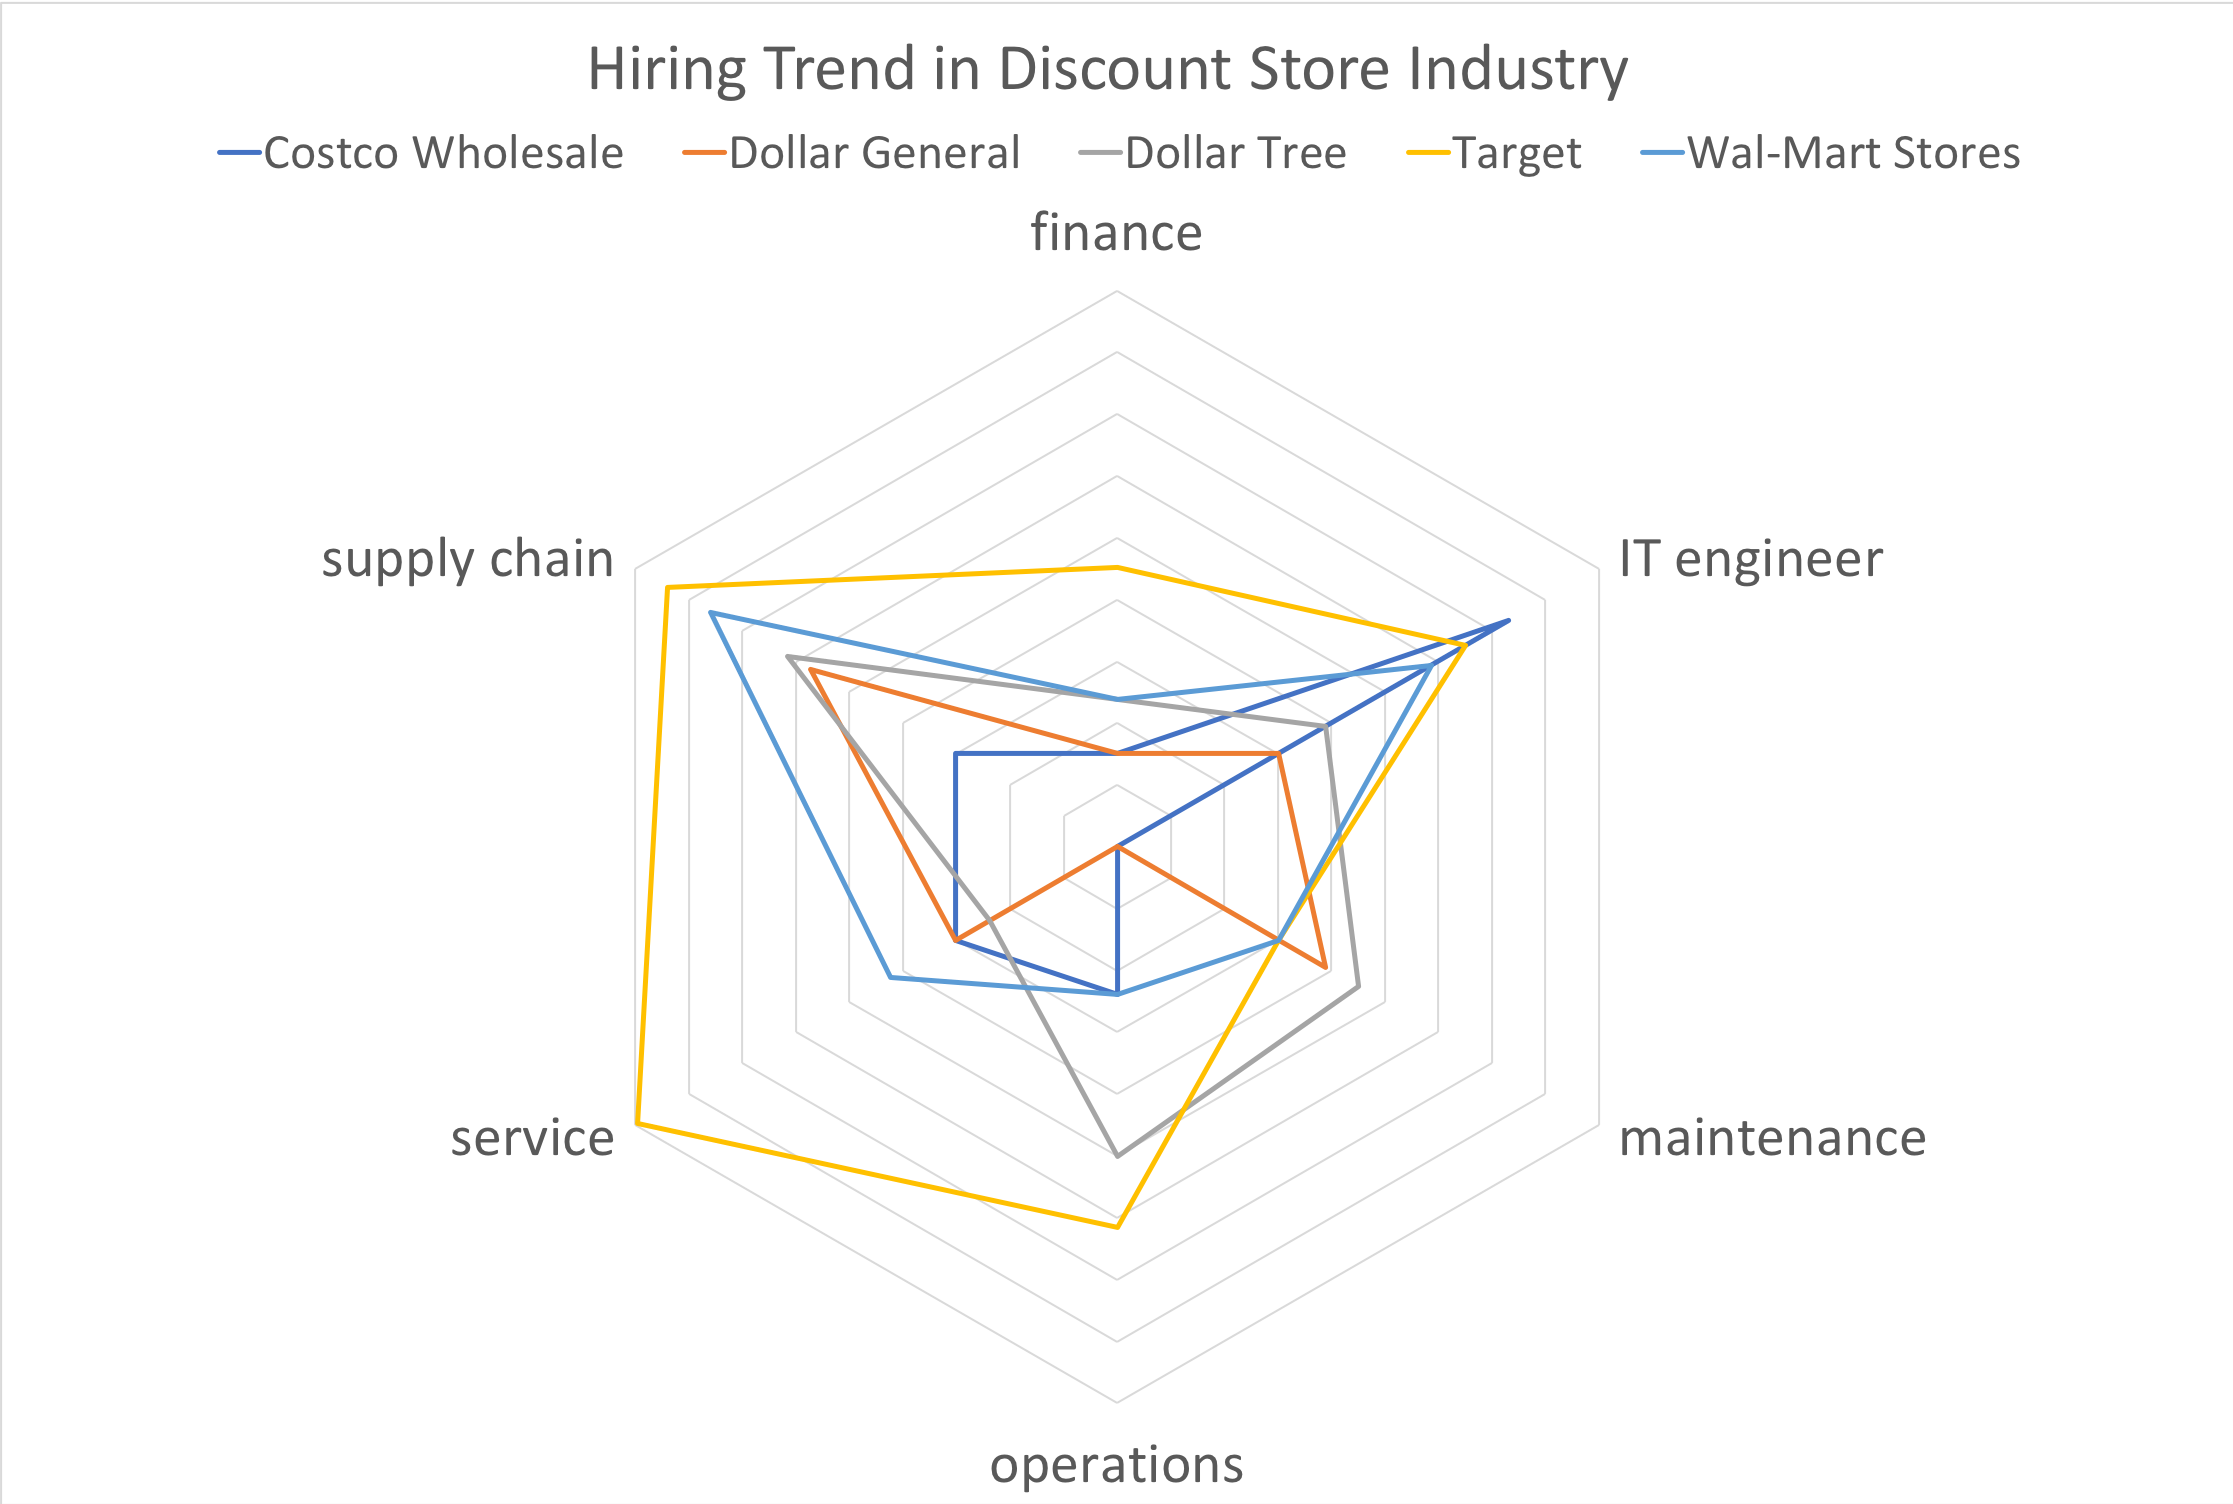 Hiring Trend in Discount Store Industry
Costco Wholesale Dollar General Dollar Tree Target Wal-Mart Stores
finance
supply chain IT engineer
service maintenance
operations